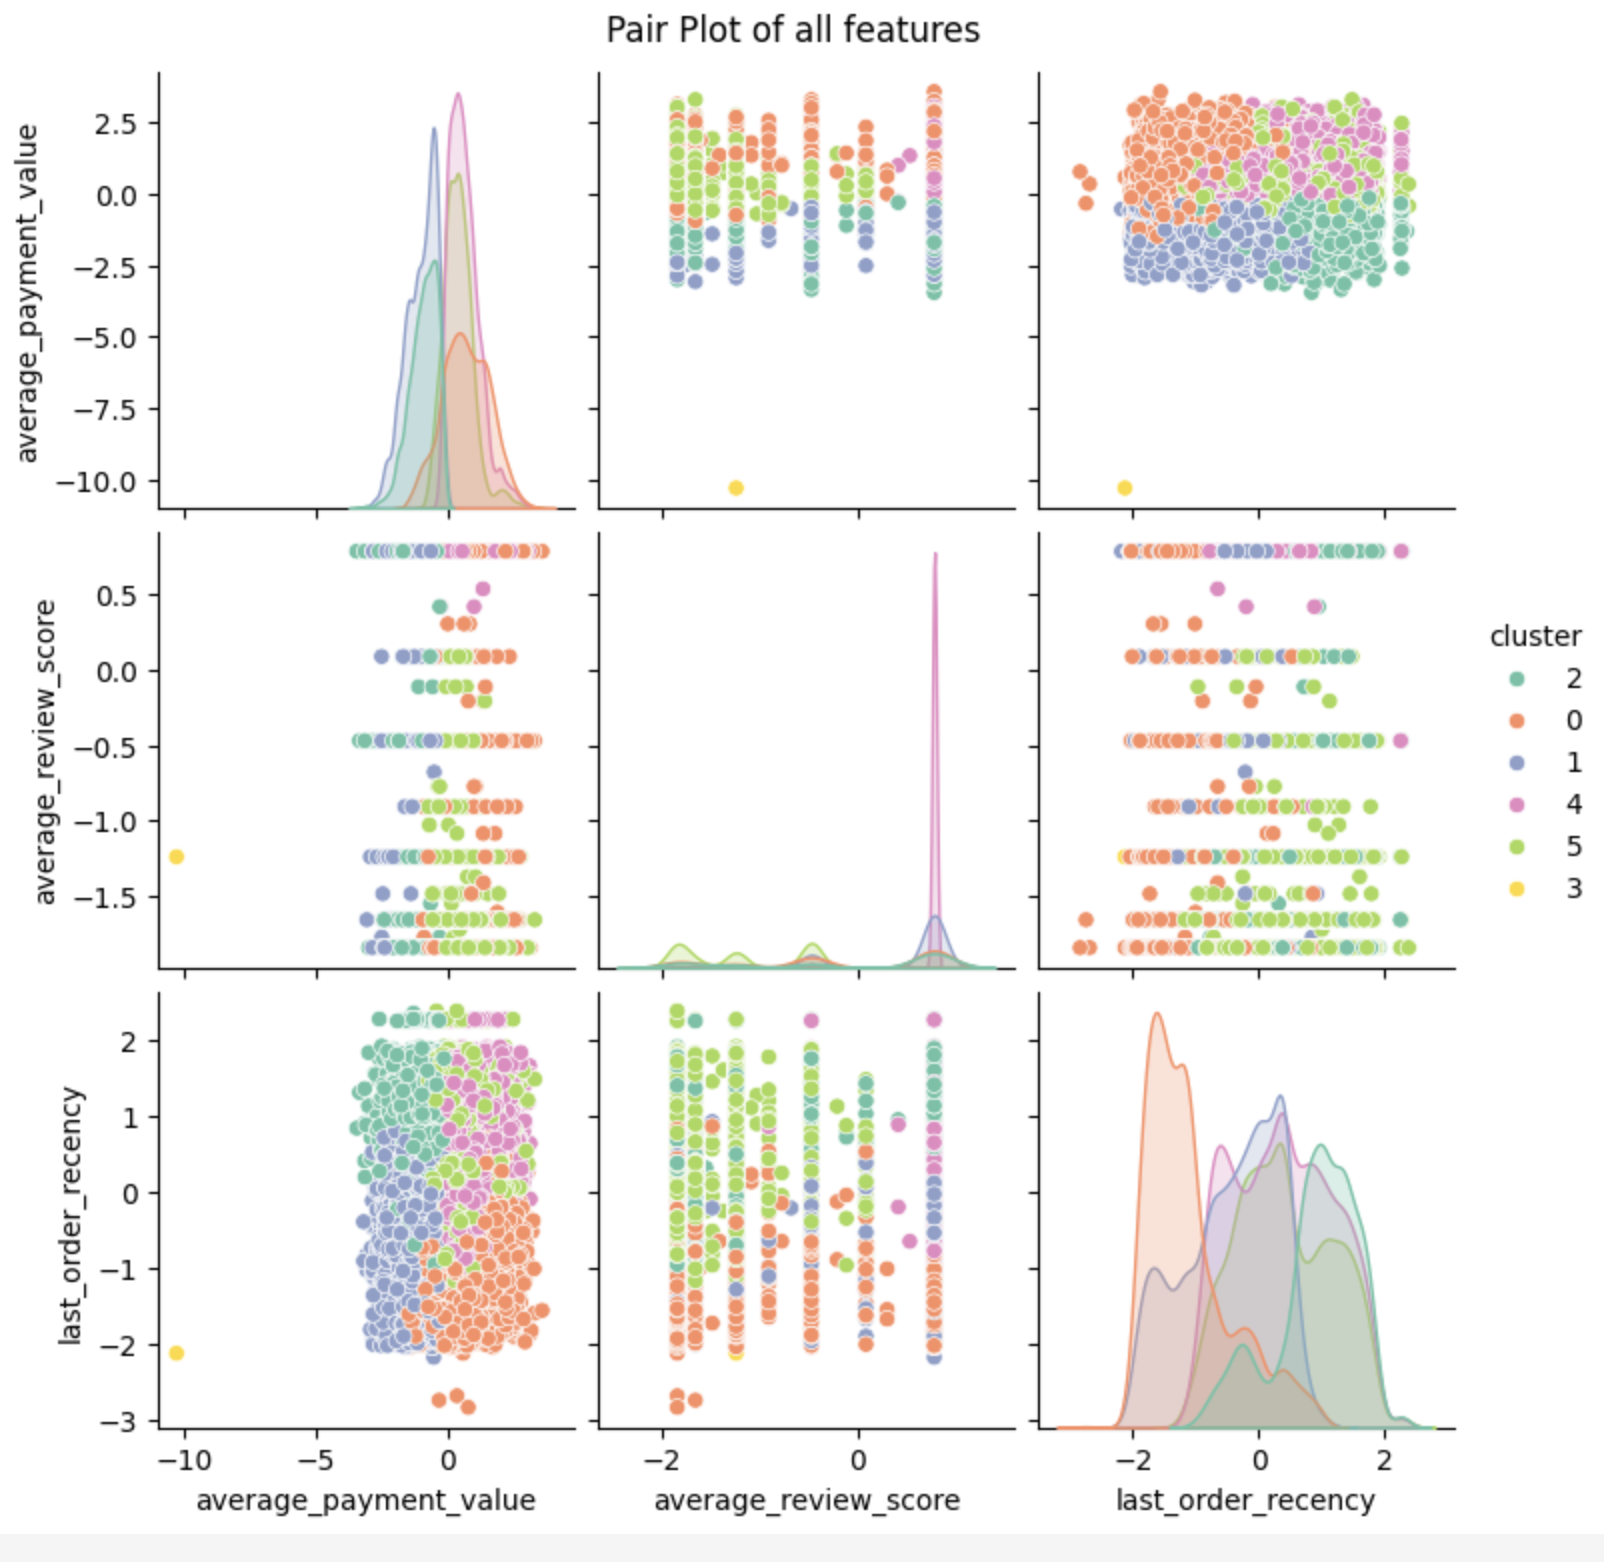 Pair Plot of all features
average_payment_value
2.5
0.0
−2.5
−5.0
−7.5
−10.0
average_review_score
0.5
0.0
−0.5
−1.0
−1.5
last_order_recency
2
1
0
−1
−2
−3
−10 −5 0
average_payment_value
−2 0
average_review_score
−2 0 2
last_order_recency
cluster
2
0
1
4
5
3